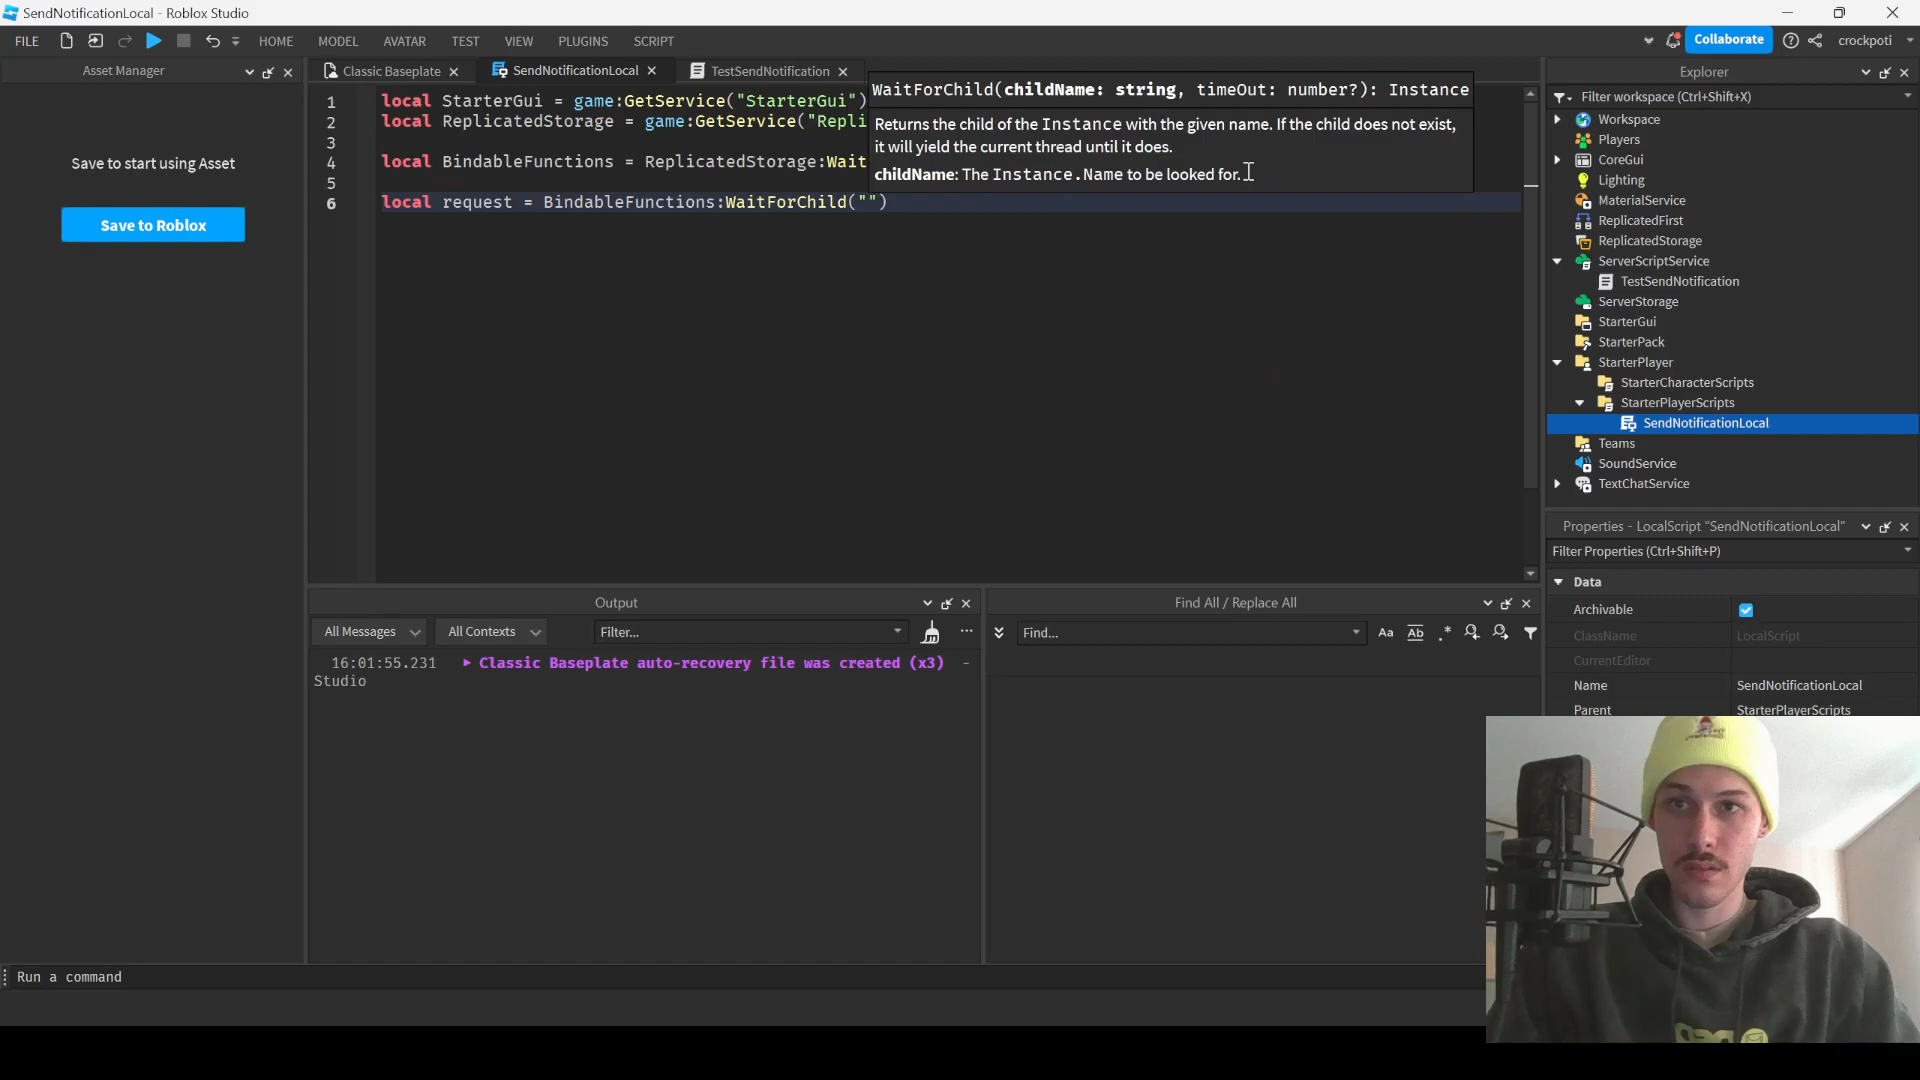 SendNotificationLocal - Roblox Studio
FILE HOME MODEL AVATAR TEST VIEW PLUGINS SCRIPT Collaborate crockpoti
Asset Manager
Save to start using Asset
Save to Roblox
Classic Baseplate SendNotificationLocal TestSendNotification
1 local StarterGui = game:GetService("StarterGui")
2 local ReplicatedStorage = game:GetService("Repli
3
4 local BindableFunctions = ReplicatedStorage:Wait
5
6 local request = BindableFunctions:WaitForChild("")
WaitForChild(childName: string, timeOut: number?): Instance
Returns the child of the Instance with the given name. If the child does not exist,
it will yield the current thread until it does.
childName: The Instance.Name to be looked for.
Explorer
Filter workspace (Ctrl+Shift+X)
Workspace
Players
CoreGui
Lighting
MaterialService
ReplicatedFirst
ReplicatedStorage
ServerScriptService
TestSendNotification
ServerStorage
StarterGui
StarterPack
StarterPlayer
StarterCharacterScripts
StarterPlayerScripts
SendNotificationLocal
Teams
SoundService
TextChatService
Properties - LocalScript "SendNotificationLocal"
Filter Properties (Ctrl+Shift+P)
Data
Archivable
ClassName LocalScript
CurrentEditor
Name SendNotificationLocal
Parent StarterPlayerScripts
Output
All Messages All Contexts Filter...
16:01:55.231 Classic Baseplate auto-recovery file was created (x3) -
Studio
Find All / Replace All
Find... Aa Ab .*
Run a command